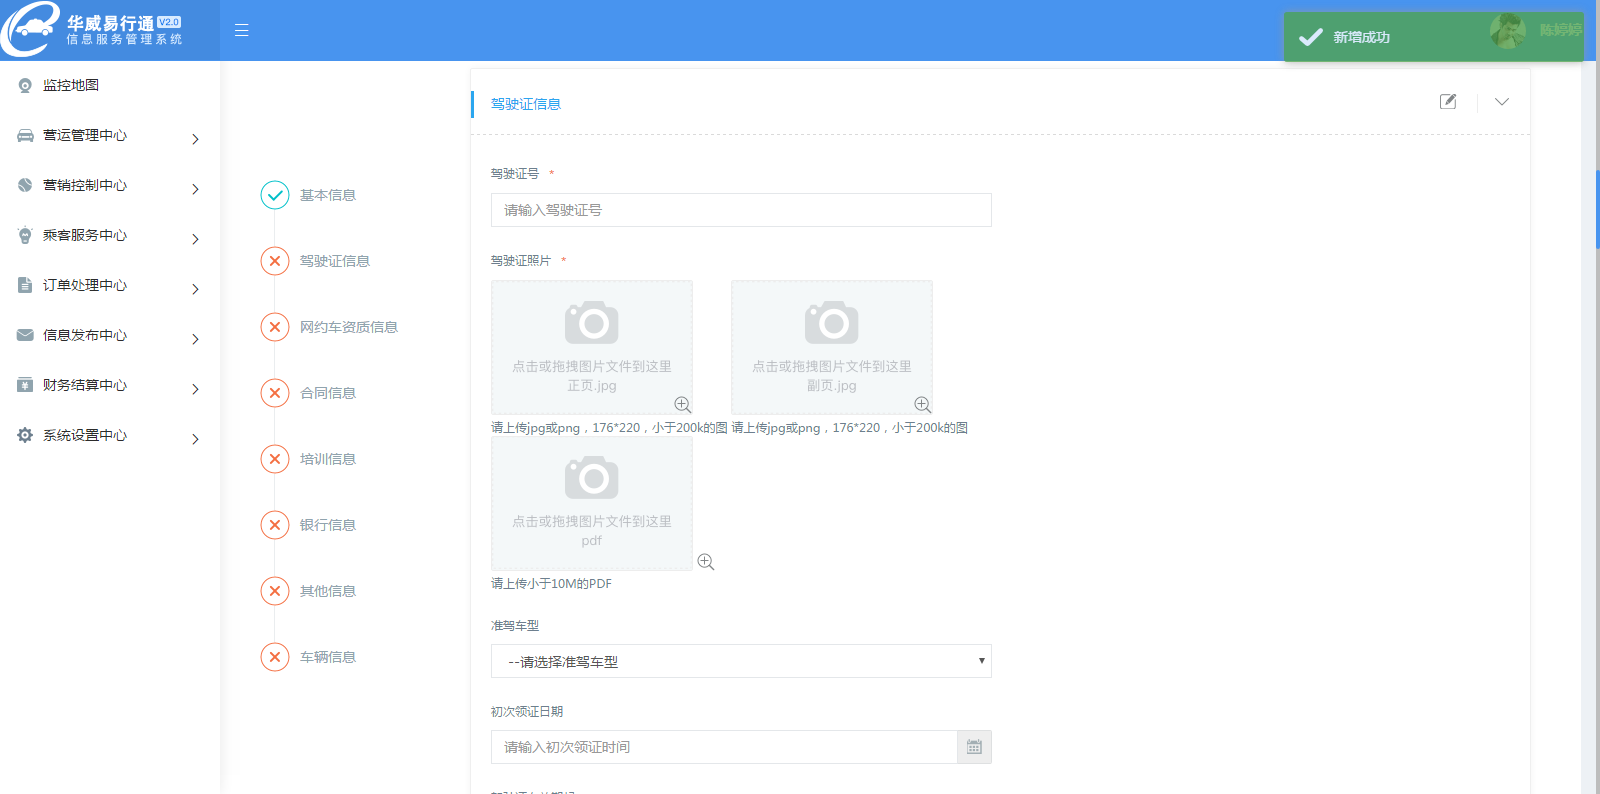 华威易行通 V2.0
信息服务管理系统
新增成功
陈婷婷
监控地图
营运管理中心
营销控制中心
乘客服务中心
订单处理中心
信息发布中心
财务结算中心
系统设置中心
基本信息
驾驶证信息
网约车资质信息
合同信息
培训信息
银行信息
其他信息
车辆信息
驾驶证信息
驾驶证号 *
请输入驾驶证号
驾驶证照片 *
点击或拖拽图片文件到这里
正页.jpg
点击或拖拽图片文件到这里
副页.jpg
请上传jpg或png，176*220，小于200k的图 请上传jpg或png，176*220，小于200k的图
点击或拖拽图片文件到这里
pdf
请上传小于10M的PDF
准驾车型
--请选择准驾车型
初次领证日期
请输入初次领证时间